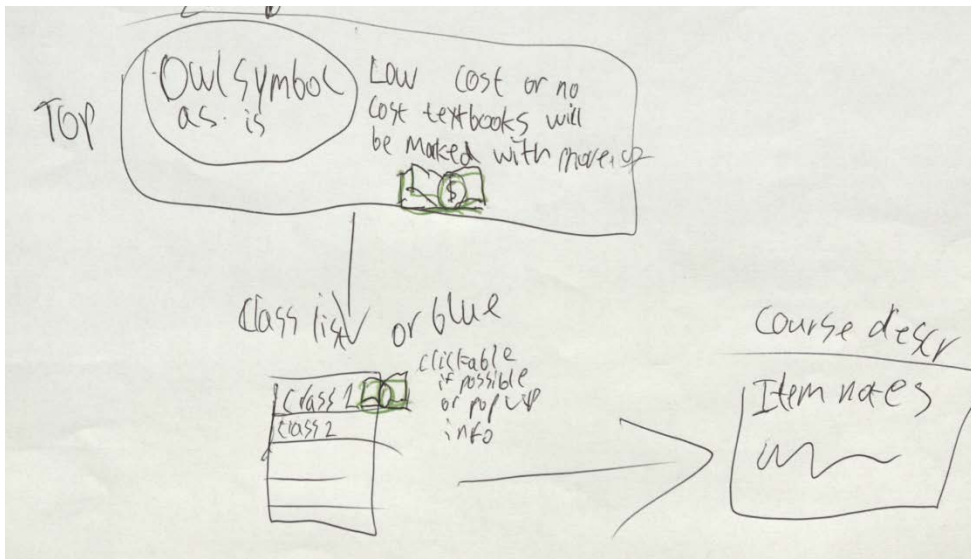 TOP
Owl symbol
as is
Low cost or no
cost textbooks will
be marked with
$
Class list or blue
clickable
if possible
or pop up
info
Class 1
Class 2
Course descr
Item notes